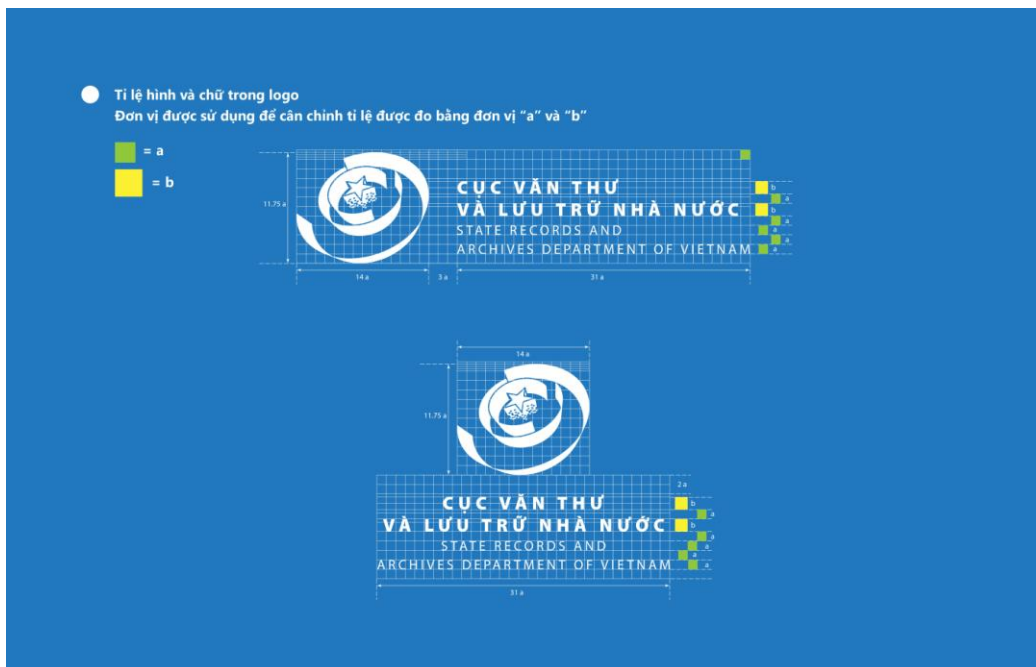 Tỉ lệ hình và chữ trong logo
Đơn vị được sử dụng để cân chỉnh tỉ lệ được đo bằng đơn vị “a” và “b”
= a
= b
11.75 a
CỤC VĂN THƯ
VÀ LƯU TRỮ NHÀ NƯỚC
STATE RECORDS AND
ARCHIVES DEPARTMENT OF VIETNAM
b
a
b
a
a
a
a
14 a
3 a
31 a
14 a
11.75 a
2 a
CỤC VĂN THƯ
VÀ LƯU TRỮ NHÀ NƯỚC
STATE RECORDS AND
ARCHIVES DEPARTMENT OF VIETNAM
b
a
b
a
a
a
a
31 a